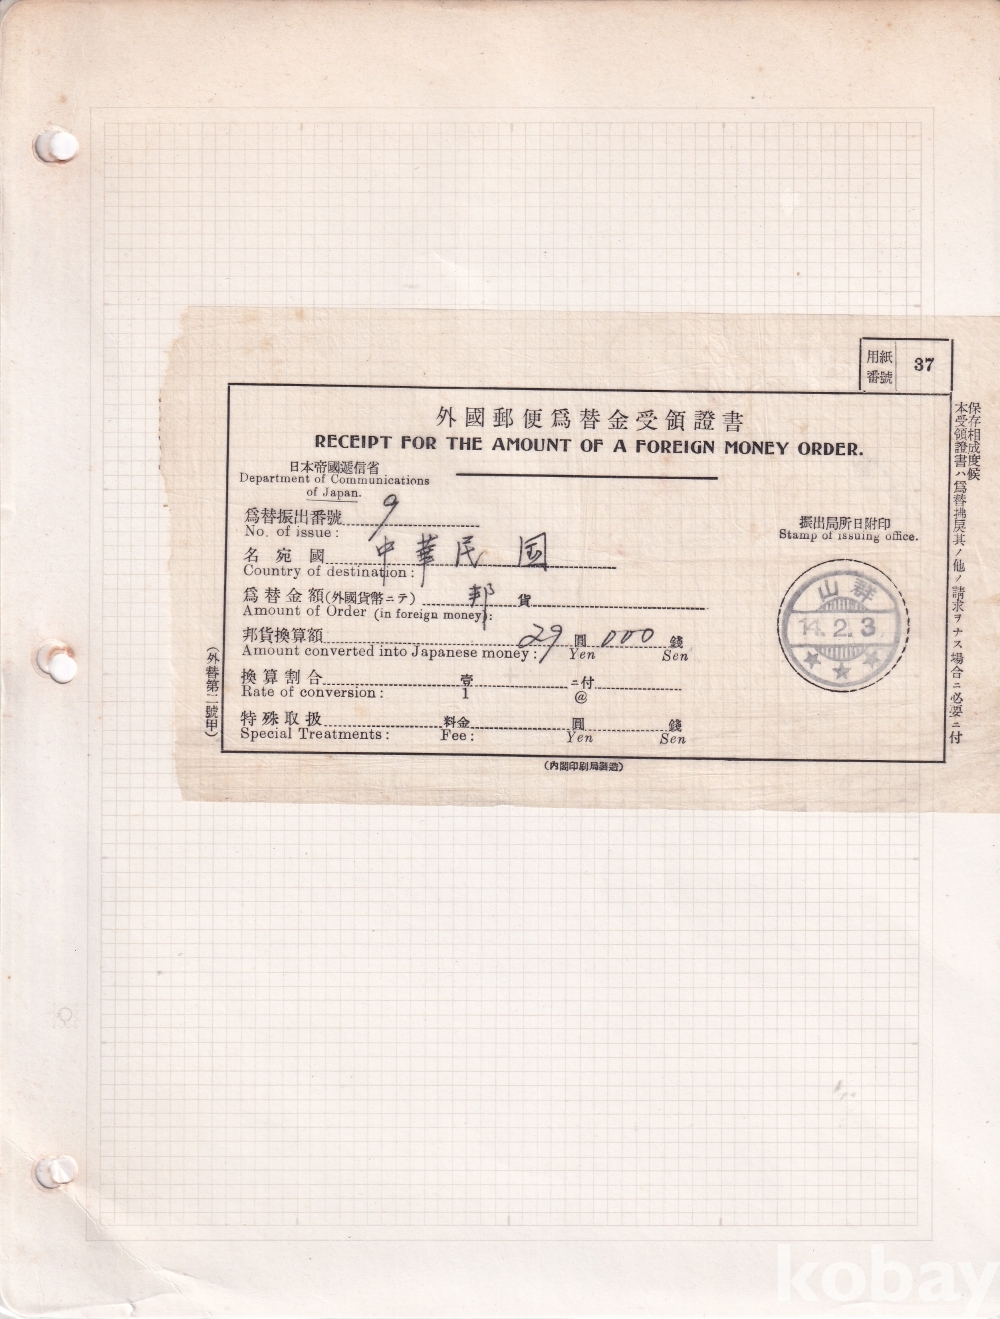 用紙番號 37
外國郵便爲替金受領證書
RECEIPT FOR THE AMOUNT OF A FOREIGN MONEY ORDER.
日本帝國遞信省
Department of Communications
of Japan.
爲替振出番號 9
No. of issue:
名宛國 中華民国
Country of destination:
爲替金額(外國貨幣ニテ) 邦貨
Amount of Order (in foreign money):
邦貨換算額 29 圓 000 錢
Amount converted into Japanese money: Yen Sen
換算割合 壹 ニ付
Rate of conversion: 1 @
特殊取扱 料金 圓 錢
Special Treatments: Fee: Yen Sen
振出局所日附印
Stamp of issuing office.
群山
14.2.3
(內閣印刷局製造)
(外替第二號甲)
本受領證書ハ爲替拂戾其ノ他ノ請求ヲナス場合ニ必要ニ付
保存相成度候
kobay